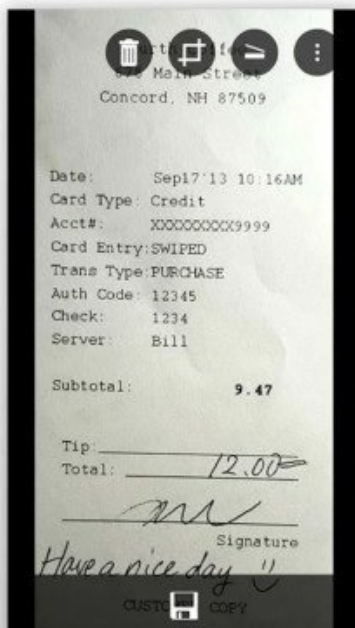 Main Street
Concord, NH 87509
Date: Sep17'13 10:16AM
Card Type: Credit
Acct#: XXXXXXXXX9999
Card Entry:SWIPED
Trans Type:PURCHASE
Auth Code: 12345
Check: 1234
Server: Bill
Subtotal: 9.47
Tip:
Total: 12.00
Signature
Have a nice day
COPY